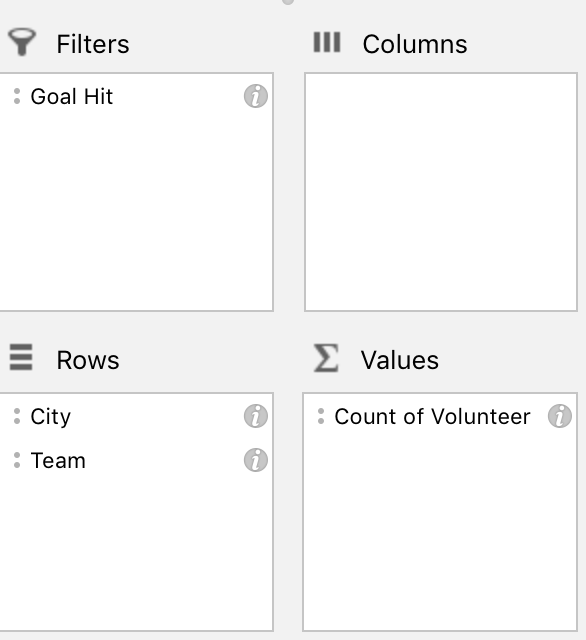 Filters
Columns
Goal Hit
Rows
Values
City
Count of Volunteer
Team